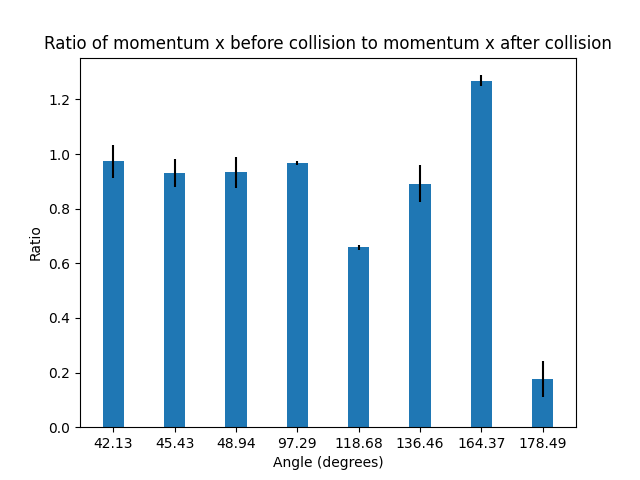 Ratio of momentum x before collision to momentum x after collision
1.2
1.0
0.8
0.6
0.4
0.2
0.0
Ratio
42.13 45.43 48.94 97.29 118.68 136.46 164.37 178.49
Angle (degrees)